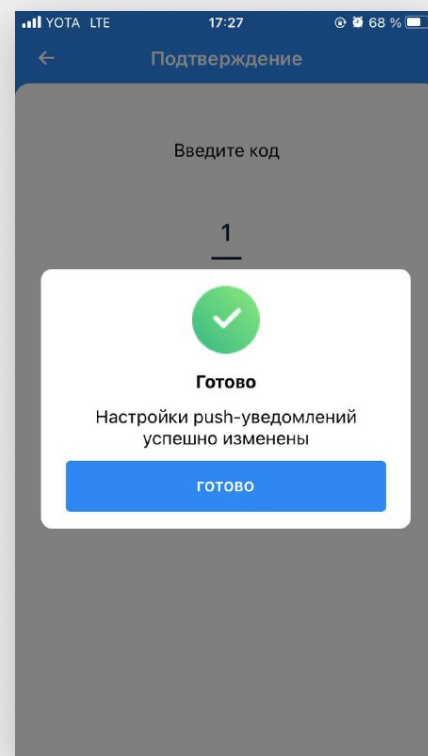 YOTA LTE 17:27 68 %
Подтверждение
Введите код
1
Готово
Настройки push-уведомлений
успешно изменены
ГОТОВО